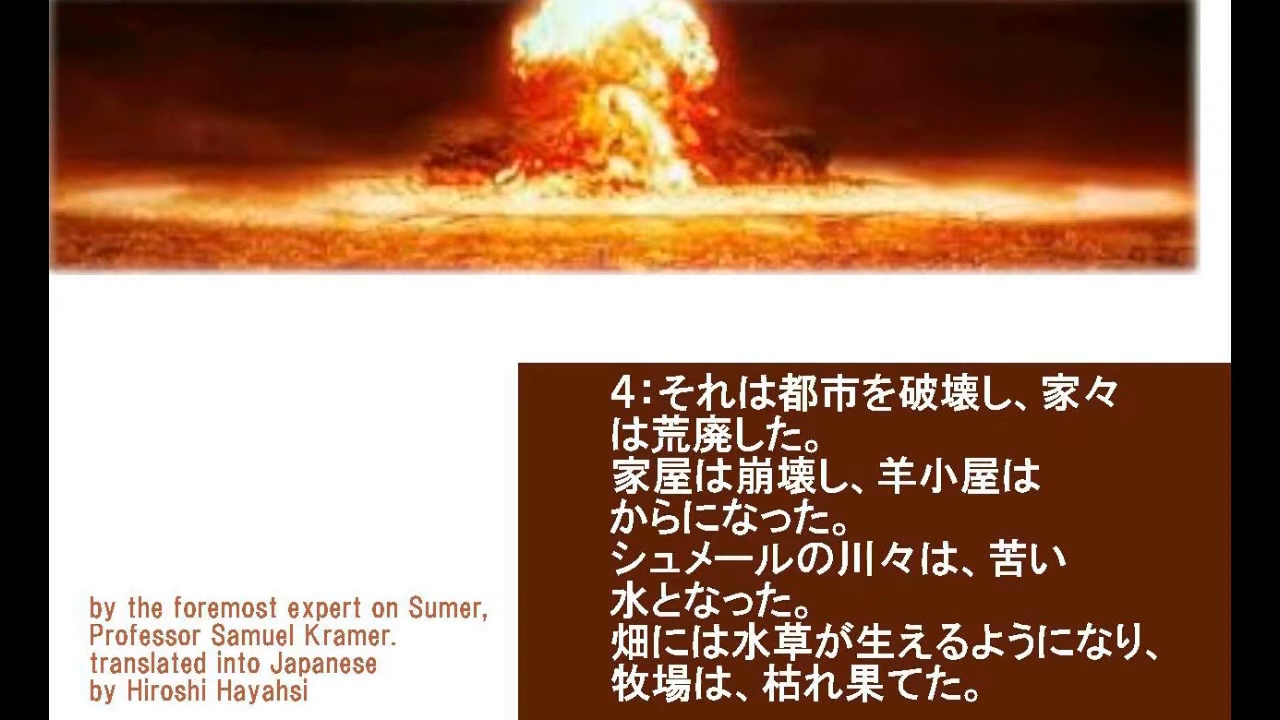 4:それは都市を破壊し、家々
は荒廃した。
家屋は崩壊し、羊小屋は
からになった。
シュメールの川々は、苦い
水となった。
畑には水草が生えるようになり、
牧場は、枯れ果てた。
by the foremost expert on Sumer,
Professor Samuel Kramer.
translated into Japanese
by Hiroshi Hayahsi